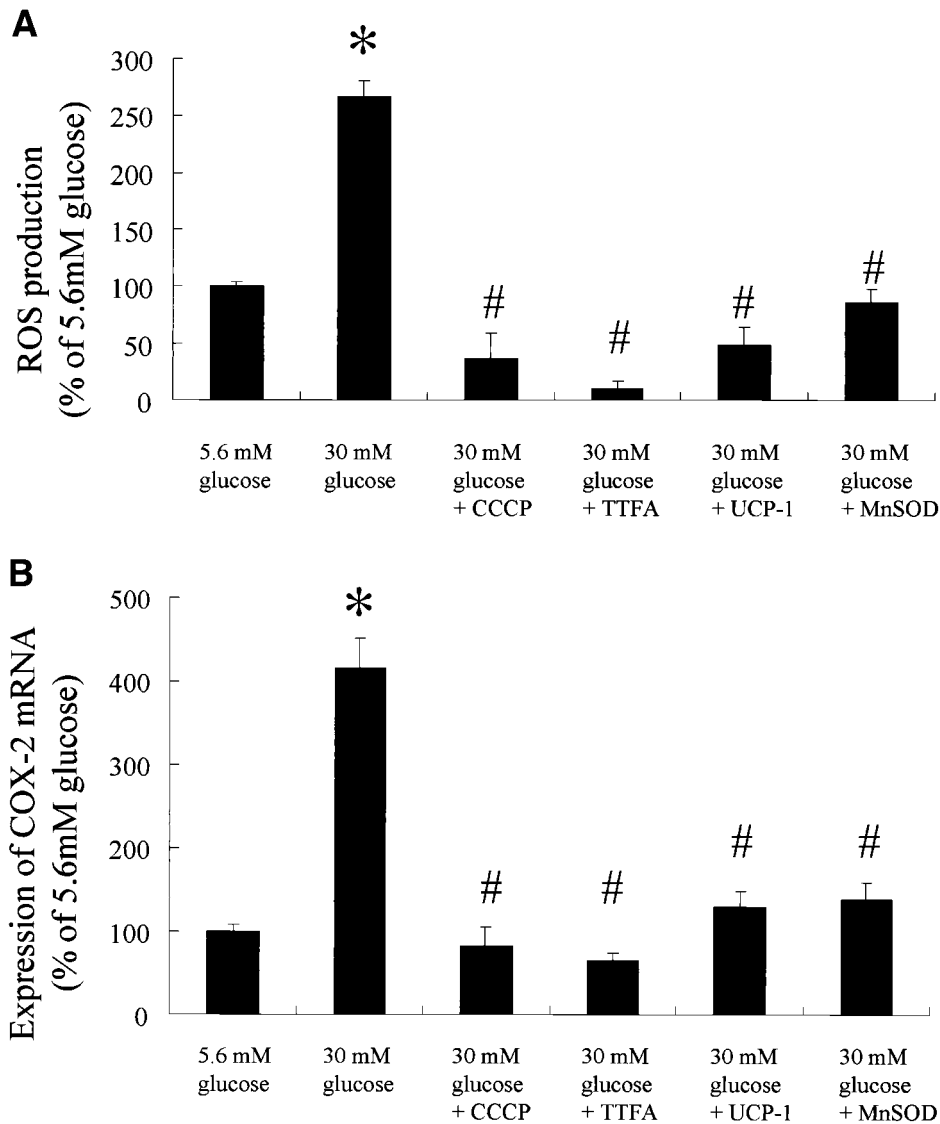 A
*
300
250
200
150
100
50
0
ROS production
(% of 5.6mM glucose)
# # # #
5.6 mM 30 mM 30 mM 30 mM 30 mM 30 mM
glucose glucose glucose glucose glucose glucose
+ CCCP + TTFA + UCP-1 + MnSOD
B
*
500
400
300
200
100
0
Expression of COX-2 mRNA
(% of 5.6mM glucose)
# # # #
5.6 mM 30 mM 30 mM 30 mM 30 mM 30 mM
glucose glucose glucose glucose glucose glucose
+ CCCP + TTFA + UCP-1 + MnSOD